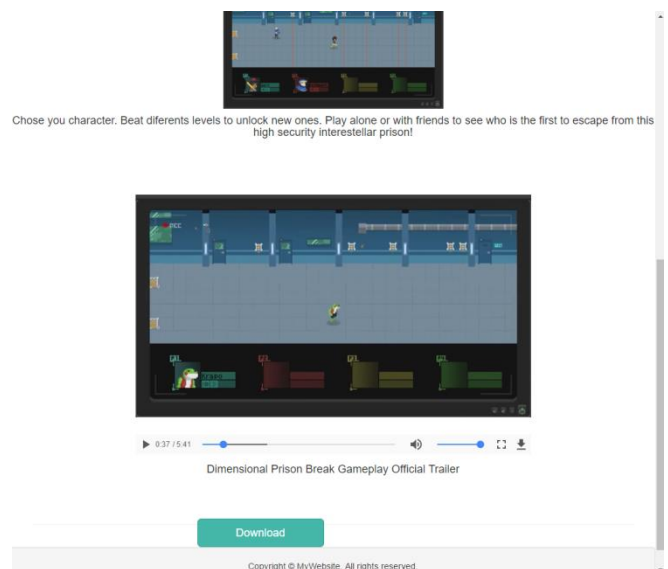 Chose you character. Beat diferents levels to unlock new ones. Play alone or with friends to see who is the first to escape from this
high security interestellar prison!
REC
0:37 / 5:41
Dimensional Prison Break Gameplay Official Trailer
Download
Copyright © MyWebsite. All rights reserved.